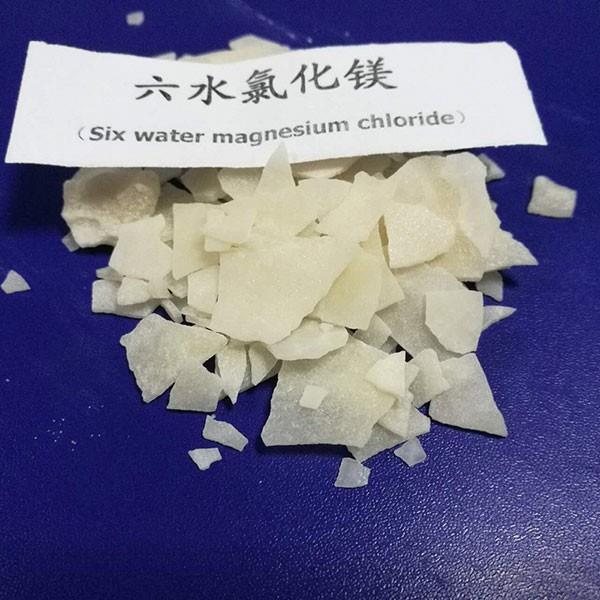 六水氯化镁
（Six water magnesium chloride）